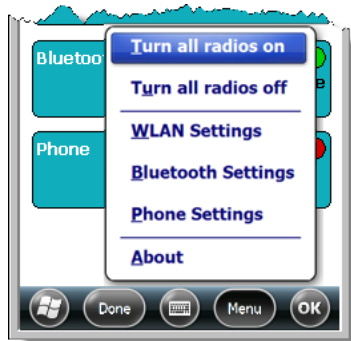 Bluetoo
Turn all radios on
e
Turn all radios off
Phone
WLAN Settings
Bluetooth Settings
Phone Settings
About
Done
Menu
OK